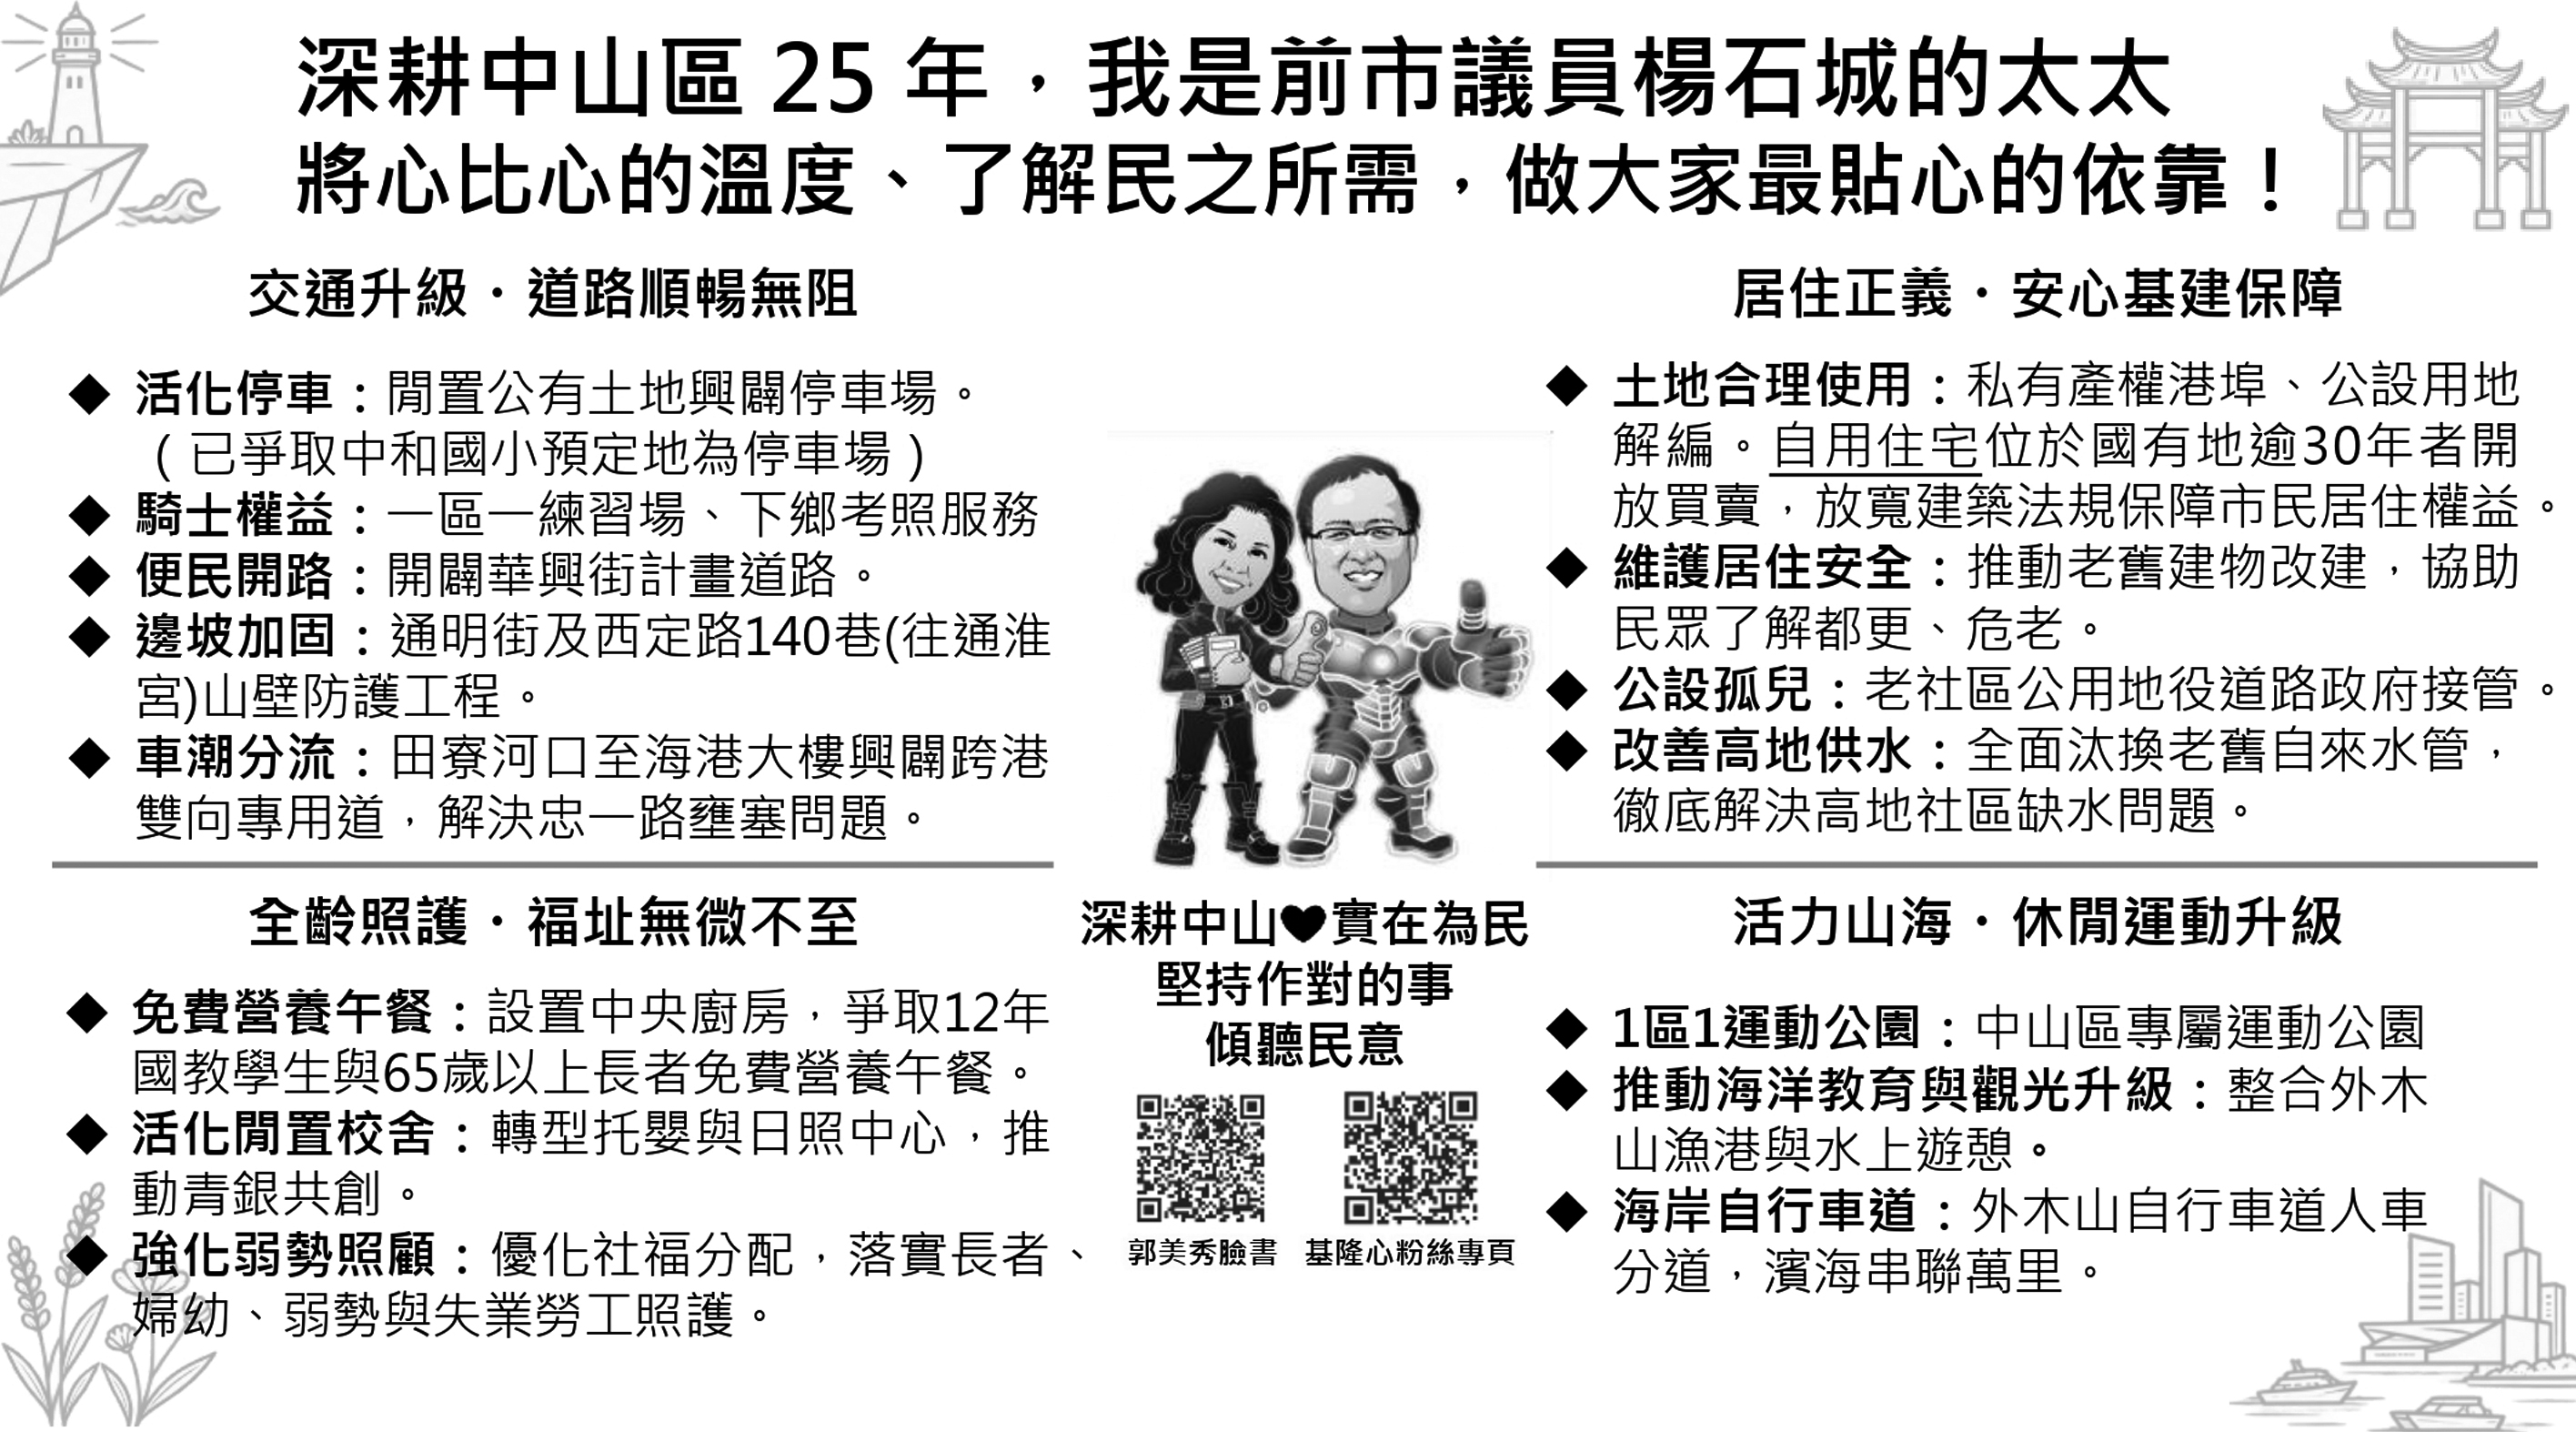 深耕中山區 25 年，我是前市議員楊石城的太太
將心比心的溫度、了解民之所需，做大家最貼心的依靠！
交通升級．道路順暢無阻
◆ 活化停車：閒置公有土地興闢停車場。
（已爭取中和國小預定地為停車場）
◆ 騎士權益：一區一練習場、下鄉考照服務
◆ 便民開路：開闢華興街計畫道路。
◆ 邊坡加固：通明街及西定路140巷(往通淮
宮)山壁防護工程。
◆ 車潮分流：田寮河口至海港大樓興闢跨港
雙向專用道，解決忠一路壅塞問題。
居住正義．安心基建保障
◆ 土地合理使用：私有產權港埠、公設用地
解編。自用住宅位於國有地逾30年者開
放買賣，放寬建築法規保障市民居住權益。
◆ 維護居住安全：推動老舊建物改建，協助
民眾了解都更、危老。
◆ 公設孤兒：老社區公用地役道路政府接管。
◆ 改善高地供水：全面汰換老舊自來水管，
徹底解決高地社區缺水問題。
全齡照護．福址無微不至
◆ 免費營養午餐：設置中央廚房，爭取12年
國教學生與65歲以上長者免費營養午餐。
◆ 活化閒置校舍：轉型托嬰與日照中心，推
動青銀共創。
◆ 強化弱勢照顧：優化社福分配，落實長者、
婦幼、弱勢與失業勞工照護。
深耕中山♥實在為民
堅持作對的事
傾聽民意
郭美秀臉書 基隆心粉絲專頁
活力山海．休閒運動升級
◆ 1區1運動公園：中山區專屬運動公園
◆ 推動海洋教育與觀光升級：整合外木
山漁港與水上遊憩。
◆ 海岸自行車道：外木山自行車道人車
分道，濱海串聯萬里。